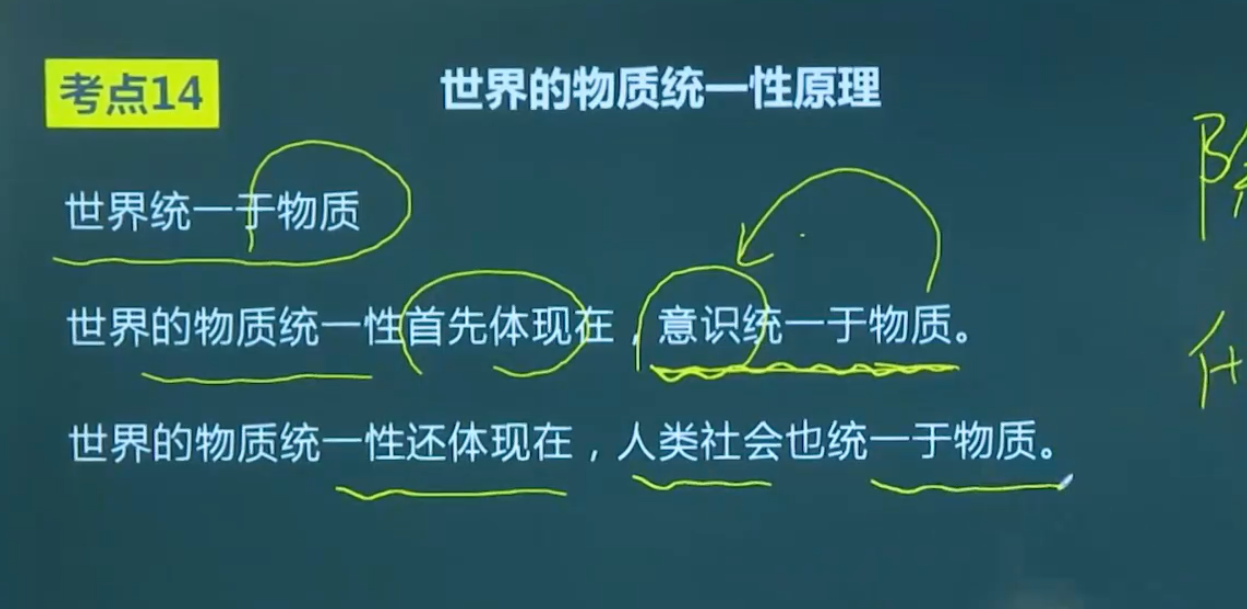 考点14
世界的物质统一性原理
世界统一于物质
世界的物质统一性首先体现在，意识统一于物质。
世界的物质统一性还体现在，人类社会也统一于物质。